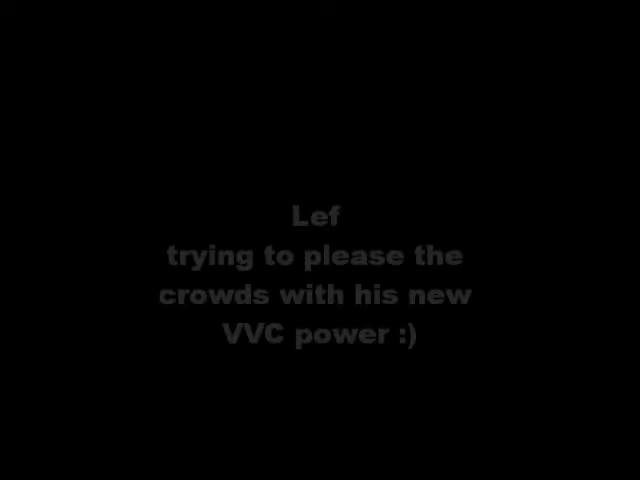 Lef
trying to please the
crowds with his new
VVC power :)